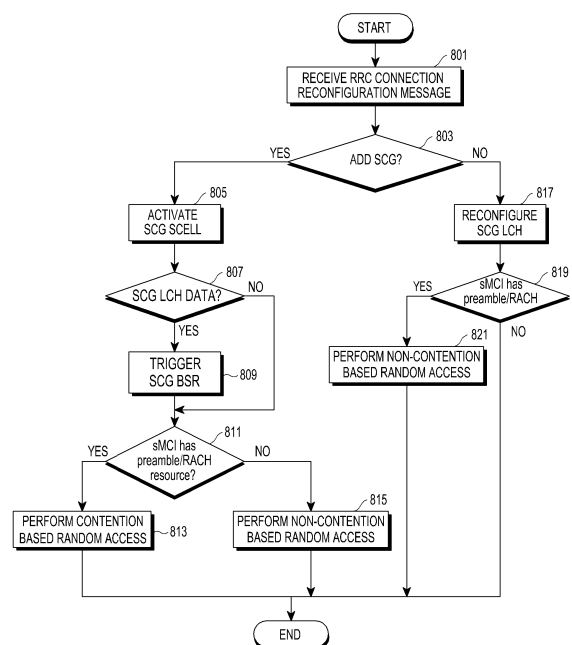 START
801
RECEIVE RRC CONNECTION
RECONFIGURATION MESSAGE
803
ADD SCG?
YES
NO
805
ACTIVATE
SCG SCELL
817
RECONFIGURE
SCG LCH
807
SCG LCH DATA?
NO
YES
819
sMCI has
preamble/RACH
YES
NO
809
TRIGGER
SCG BSR
821
PERFORM NON-CONTENTION
BASED RANDOM ACCESS
811
sMCI has
preamble/RACH
resource?
YES
NO
813
PERFORM CONTENTION
BASED RANDOM ACCESS
815
PERFORM NON-CONTENTION
BASED RANDOM ACCESS
END